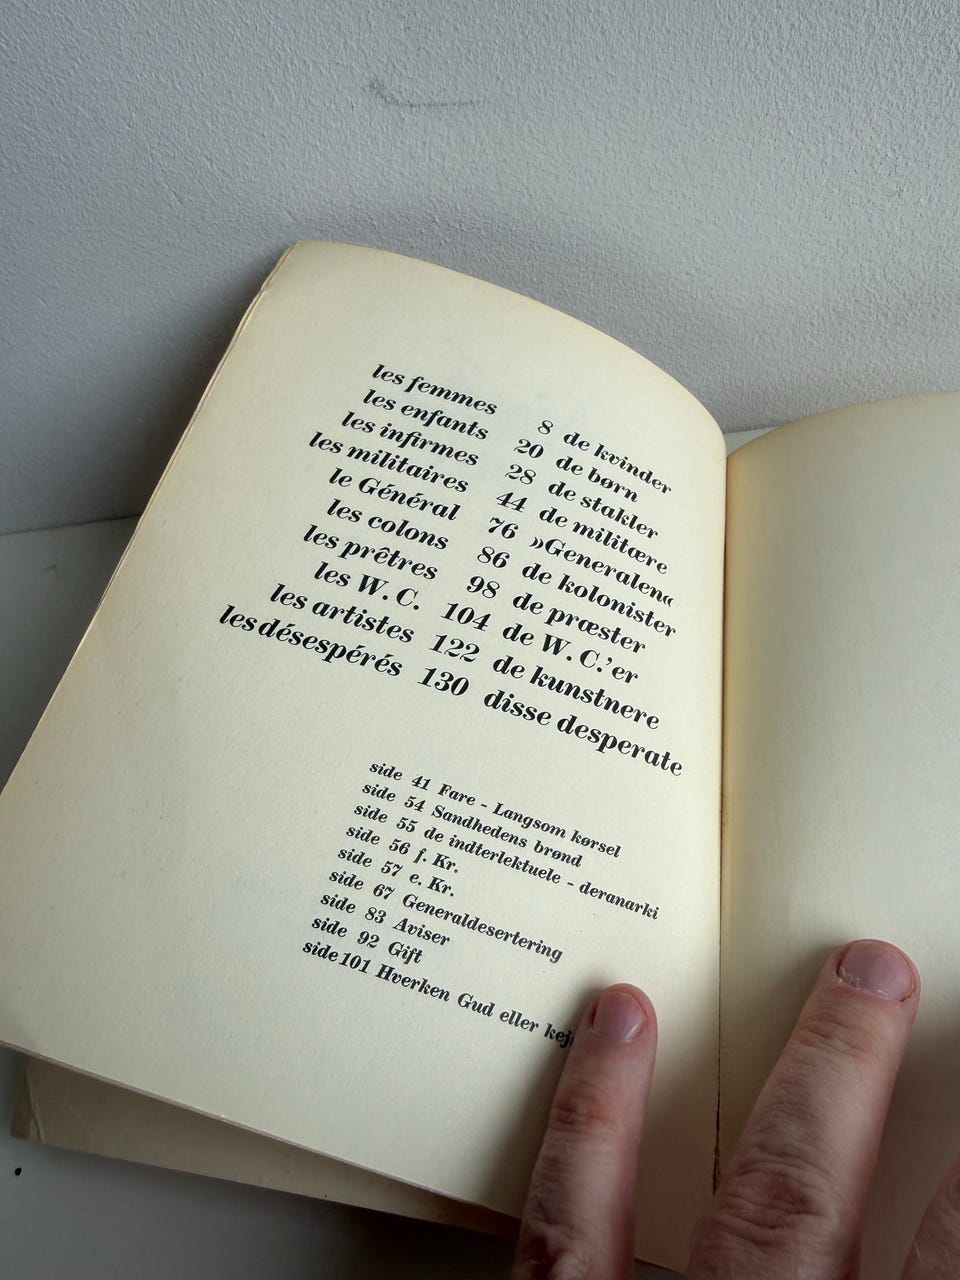 les femmes 8 de kvinder
les enfants 20 de børn
les infirmes 28 de stakler
les militaires 44 de militære
le Général 76 »Generalen«
les colons 86 de kolonister
les prêtres 98 de præster
les W. C. 104 de W. C.'er
les artistes 122 de kunstnere
les désespérés 130 disse desperate
side 41 Fare - Langsom kørsel
side 54 Sandhedens brønd
side 55 de indterlektuele - deranarki
side 56 f. Kr.
side 57 e. Kr.
side 67 Generaldesertering
side 83 Aviser
side 92 Gift
side 101 Hverken Gud eller